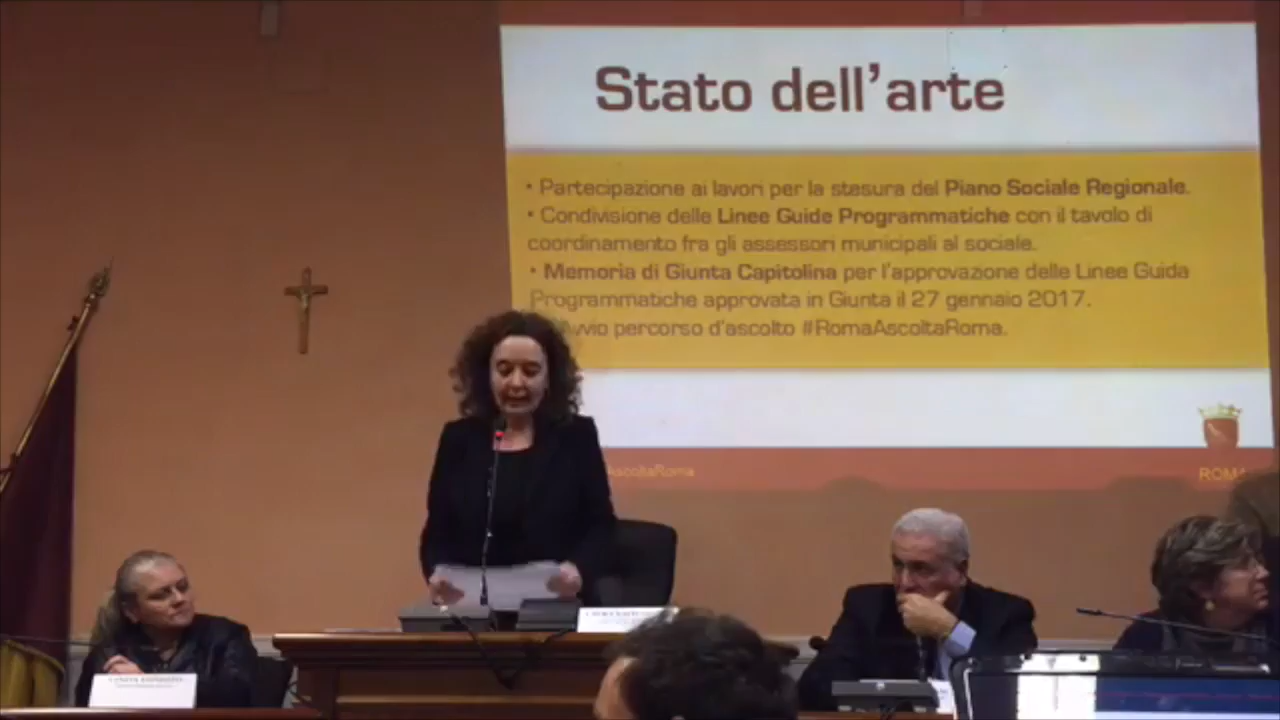 Stato dell'arte
• Partecipazione ai lavori per la stesura del Piano Sociale Regionale.
• Condivisione delle Linee Guide Programmatiche con il tavolo di
coordinamento fra gli assessori municipali al sociale.
• Memoria di Giunta Capitolina per l'approvazione delle Linee Guida
Programmatiche approvata in Giunta il 27 gennaio 2017.
Avvio percorso d'ascolto #RomaAscoltaRoma.
AscoltaRoma
ROMA